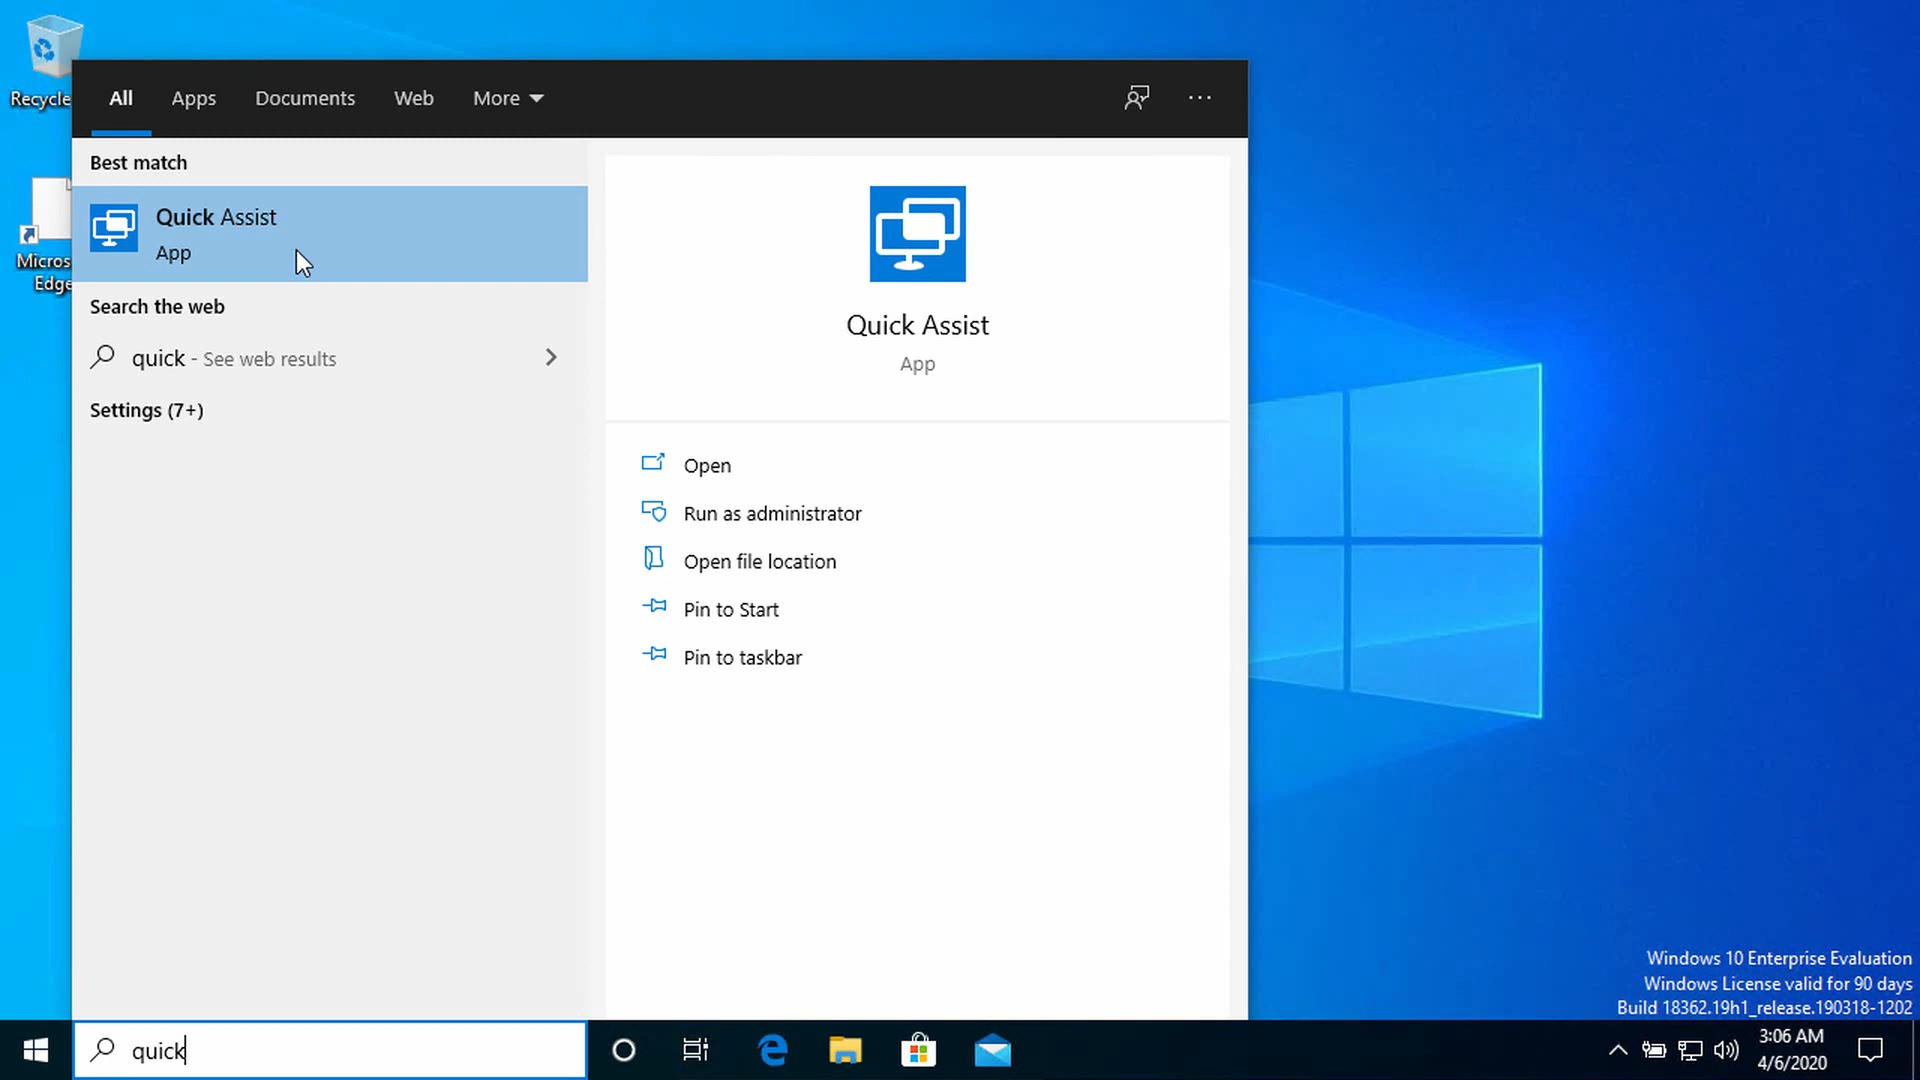 Recycle
Micros
Edge
All
Apps
Documents
Web
More
Best match
Quick Assist
App
Search the web
quick - See web results
Settings (7+)
Quick Assist
App
Open
Run as administrator
Open file location
Pin to Start
Pin to taskbar
Windows 10 Enterprise Evaluation
Windows License valid for 90 days
Build 18362.19h1_release.190318-1202
quick
3:06 AM
4/6/2020